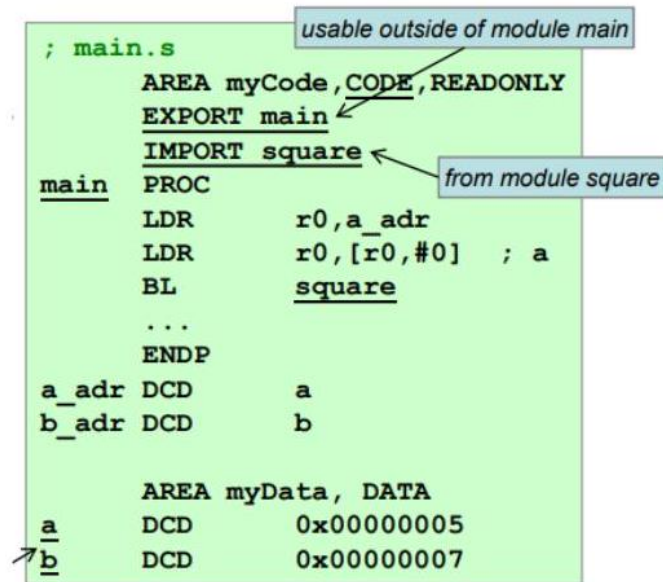 usable outside of module main
; main.s
AREA myCode,CODE,READONLY
EXPORT main
IMPORT square
from module square
main PROC
LDR r0,a_adr
LDR r0,[r0,#0] ; a
BL square
...
ENDP
a_adr DCD a
b_adr DCD b
AREA myData, DATA
a DCD 0x00000005
b DCD 0x00000007